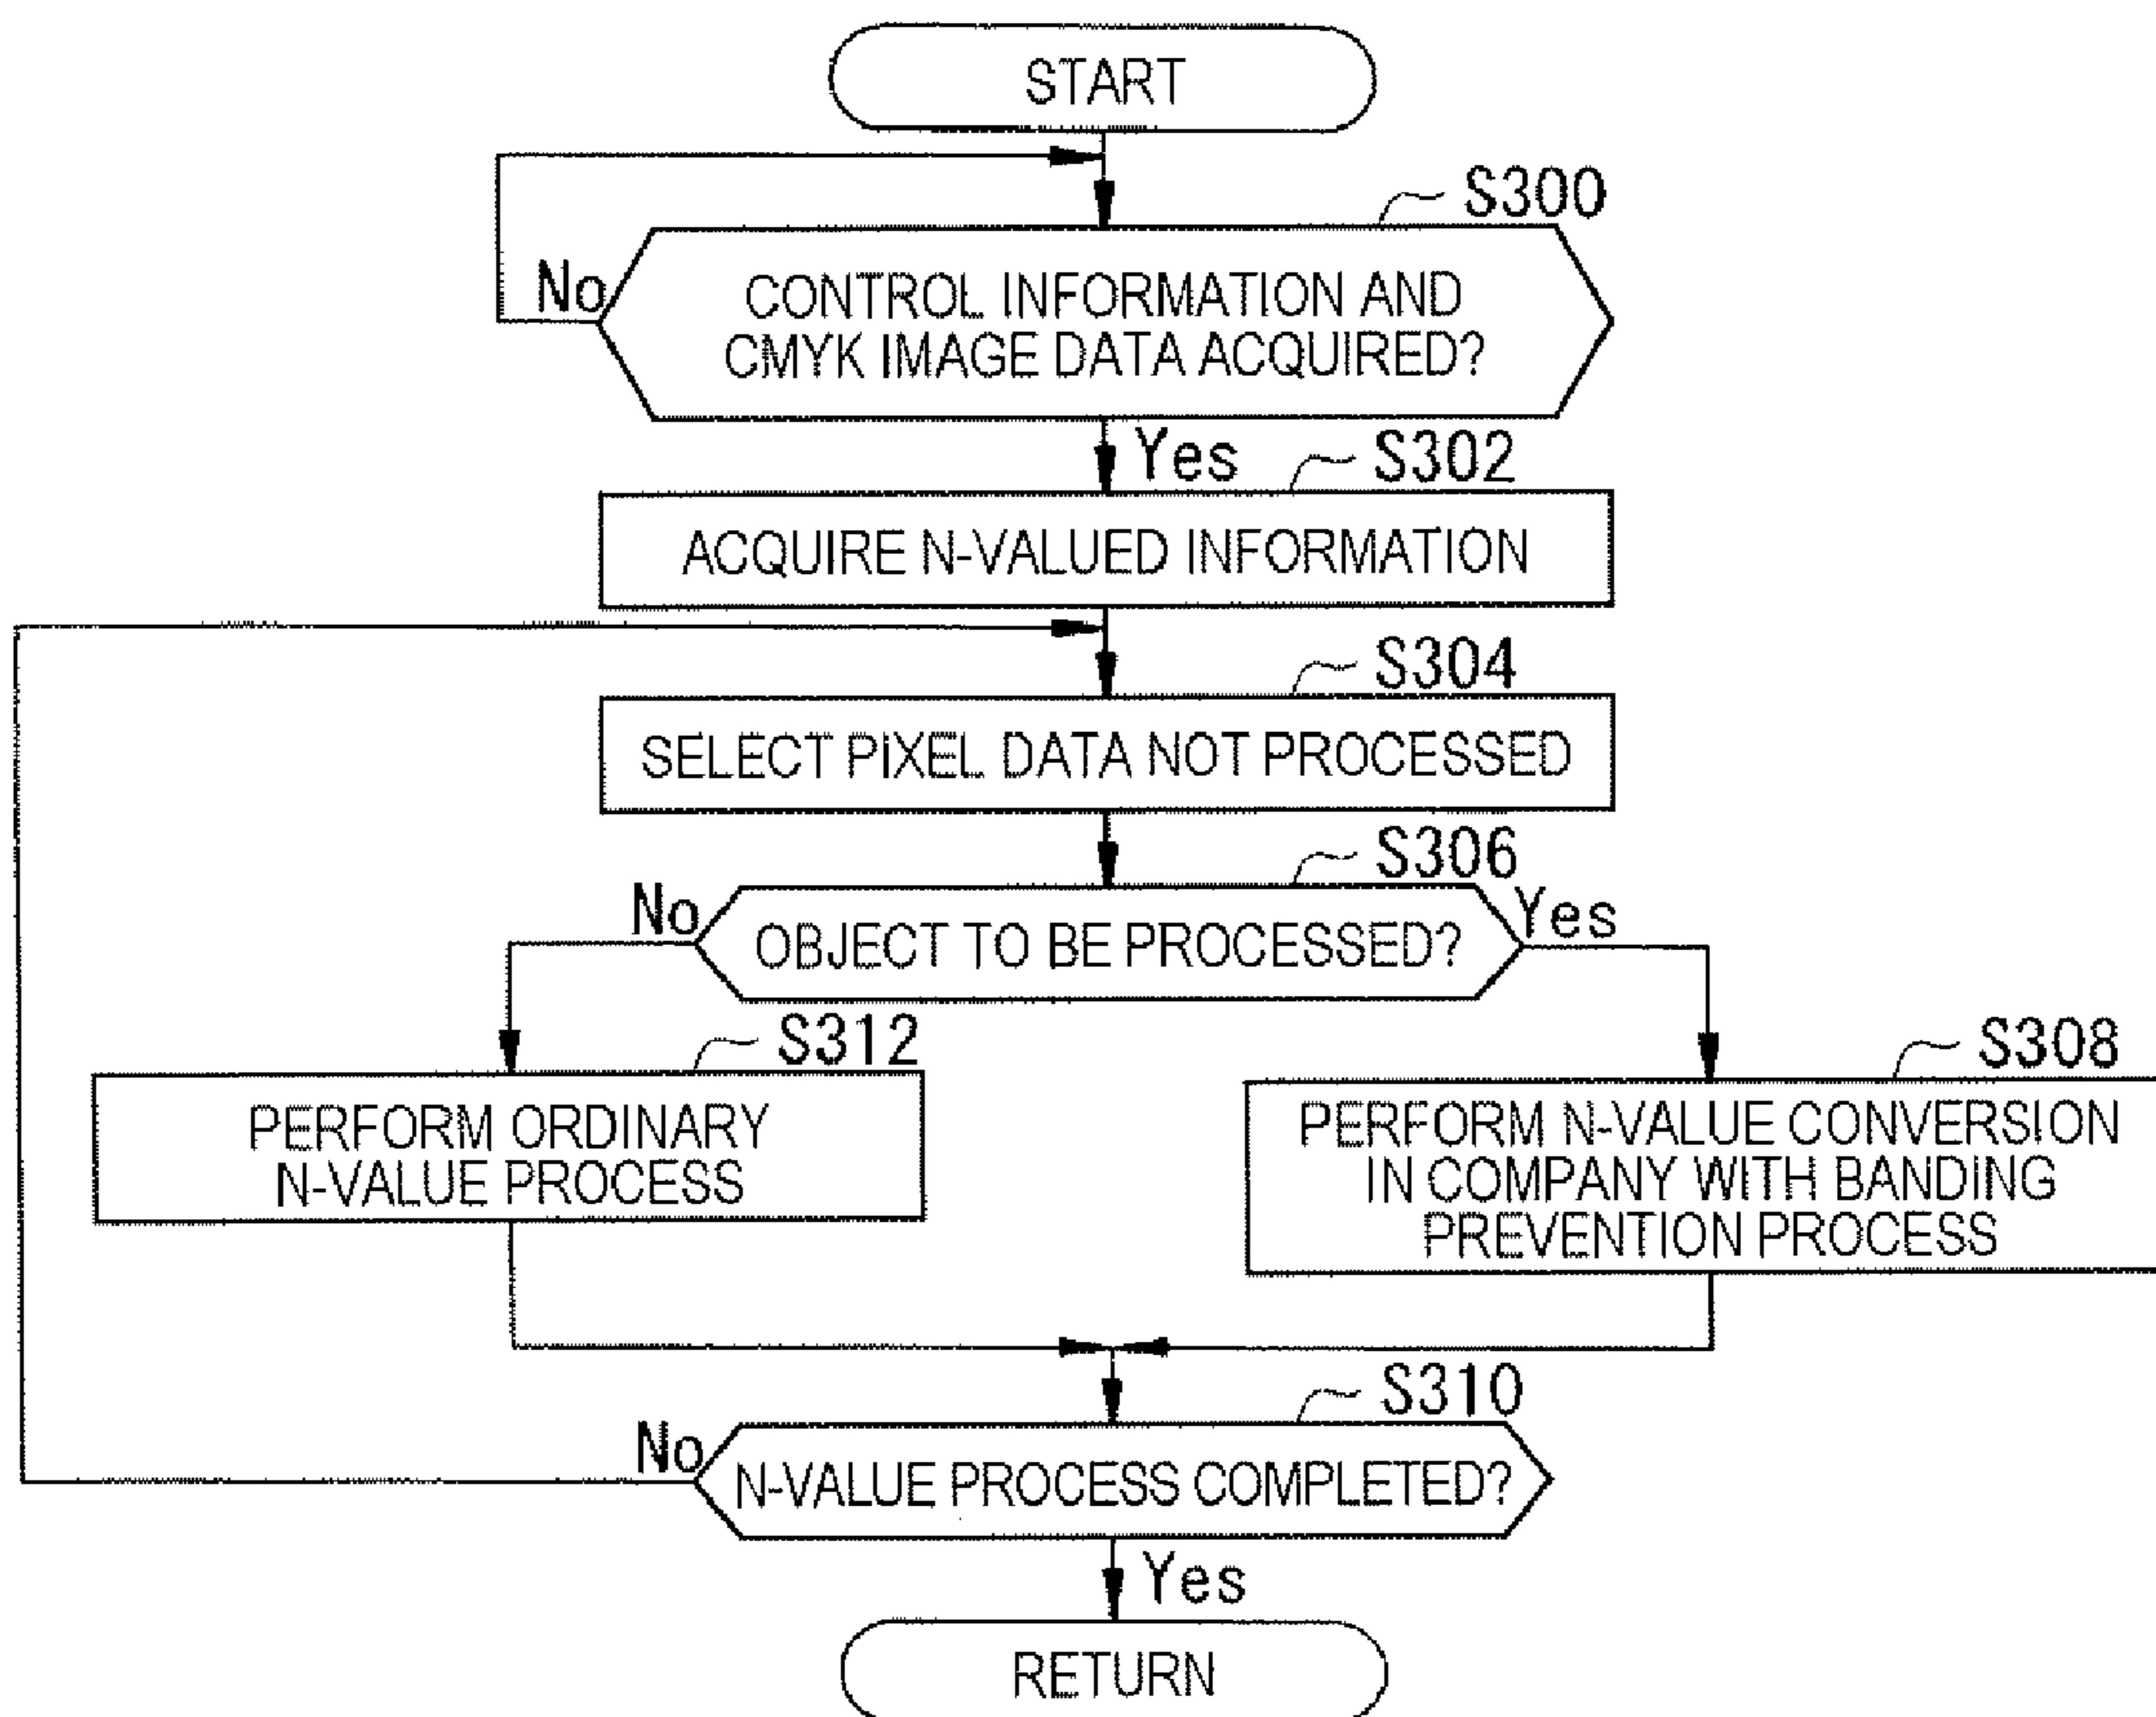 START
S300
No
CONTROL INFORMATION AND
CMYK IMAGE DATA ACQUIRED?
Yes
S302
ACQUIRE N-VALUED INFORMATION
S304
SELECT PIXEL DATA NOT PROCESSED
S306
No
OBJECT TO BE PROCESSED?
Yes
S312
PERFORM ORDINARY
N-VALUE PROCESS
S308
PERFORM N-VALUE CONVERSION
IN COMPANY WITH BANDING
PREVENTION PROCESS
S310
No
N-VALUE PROCESS COMPLETED?
Yes
RETURN